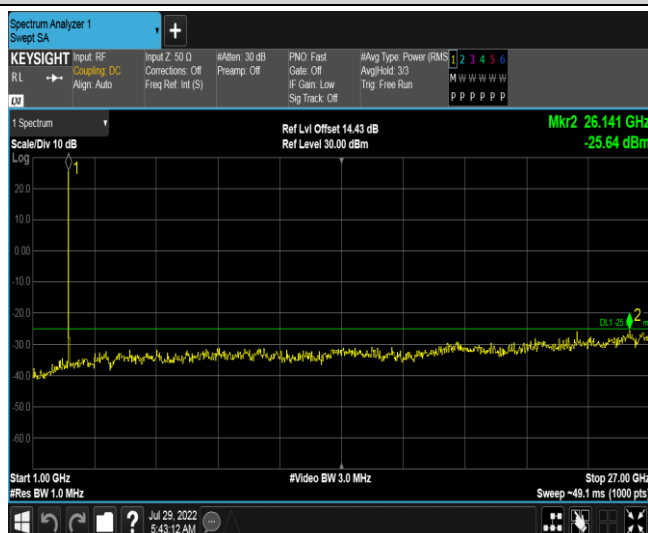 Spectrum Analyzer 1
Swept SA
+
KEYSIGHT
RL
LXI
Input: RF
Coupling: DC
Align: Auto
Input Z: 50 Ω
Corrections: Off
Freq Ref: Int (S)
#Atten: 30 dB
Preamp: Off
PNO: Fast
Gate: Off
IF Gain: Low
Sig Track: Off
#Avg Type: Power (RMS
Avg|Hold: 3/3
Trig: Free Run
1 2 3 4 5 6
M W W W W W
P P P P P P
1 Spectrum
Scale/Div 10 dB
Log
Ref Lvl Offset 14.43 dB
Ref Level 30.00 dBm
Mkr2 26.141 GHz
-25.64 dBm
1
20.0
10.0
0.00
-10.0
-20.0
-30.0
-40.0
-50.0
-60.0
DL1 -25
2
Start 1.00 GHz
#Res BW 1.0 MHz
#Video BW 3.0 MHz
Stop 27.00 GHz
Sweep ~49.1 ms (1000 pts)
?
Jul 29, 2022
5:43:12 AM